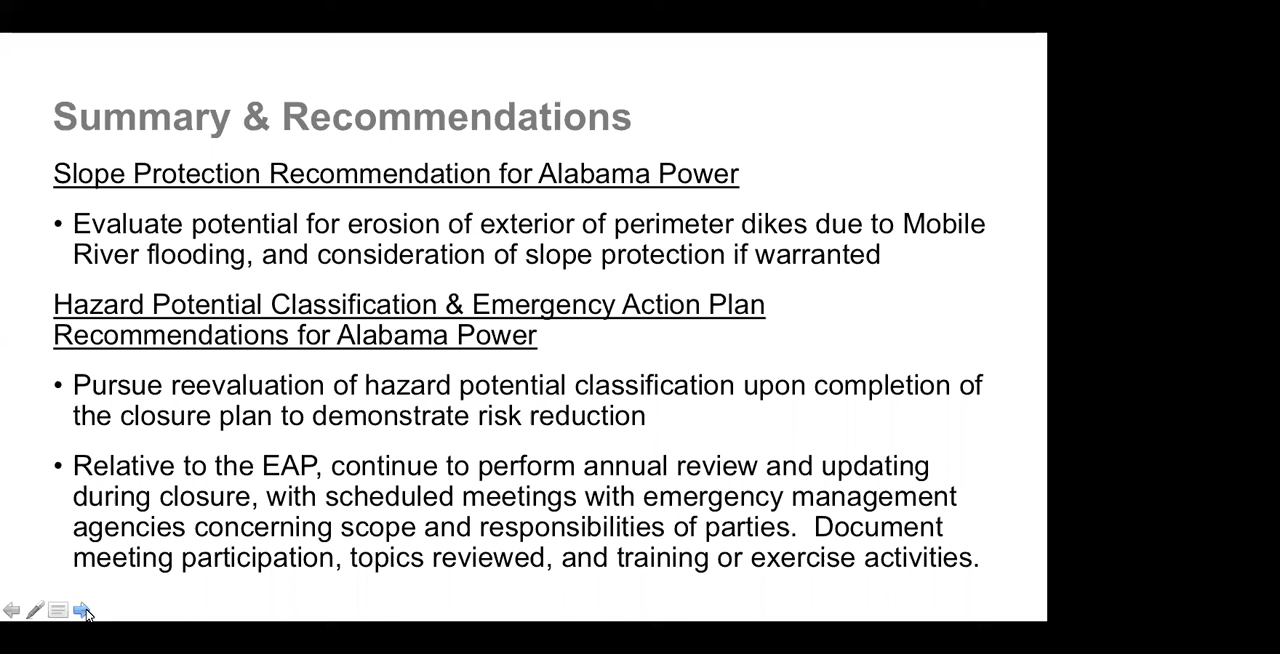 Summary & Recommendations
Slope Protection Recommendation for Alabama Power
• Evaluate potential for erosion of exterior of perimeter dikes due to Mobile
River flooding, and consideration of slope protection if warranted
Hazard Potential Classification & Emergency Action Plan
Recommendations for Alabama Power
• Pursue reevaluation of hazard potential classification upon completion of
the closure plan to demonstrate risk reduction
• Relative to the EAP, continue to perform annual review and updating
during closure, with scheduled meetings with emergency management
agencies concerning scope and responsibilities of parties.  Document
meeting participation, topics reviewed, and training or exercise activities.